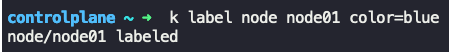 controlplane ~ ➜  k label node node01 color=blue
node/node01 labeled